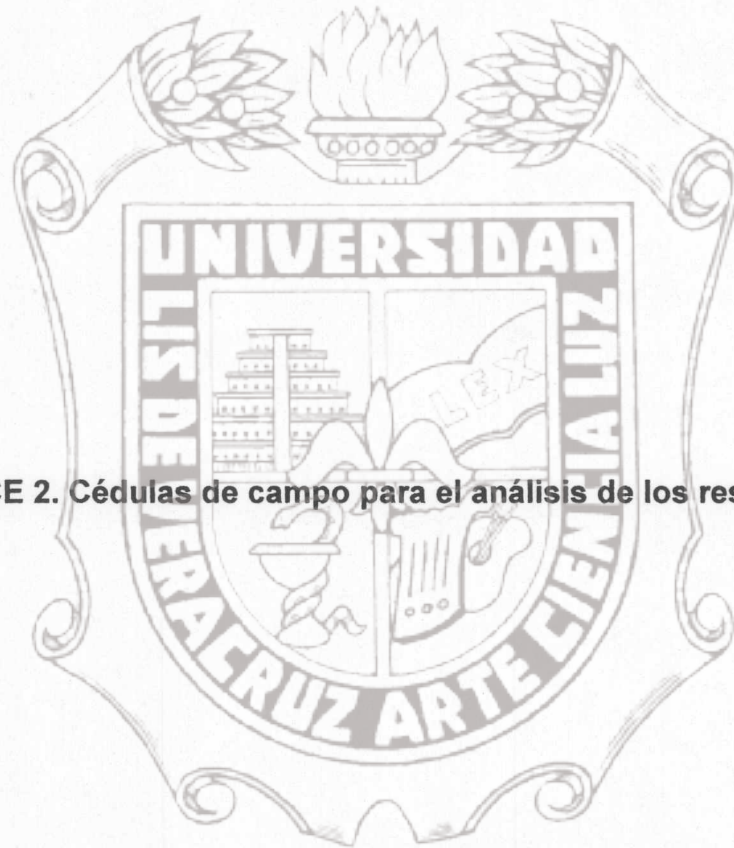 UNIVERSIDAD
LIS DE VERACRUZ ARTE CIENCIA LUZ
LEX
CE 2. Cédulas de campo para el análisis de los res